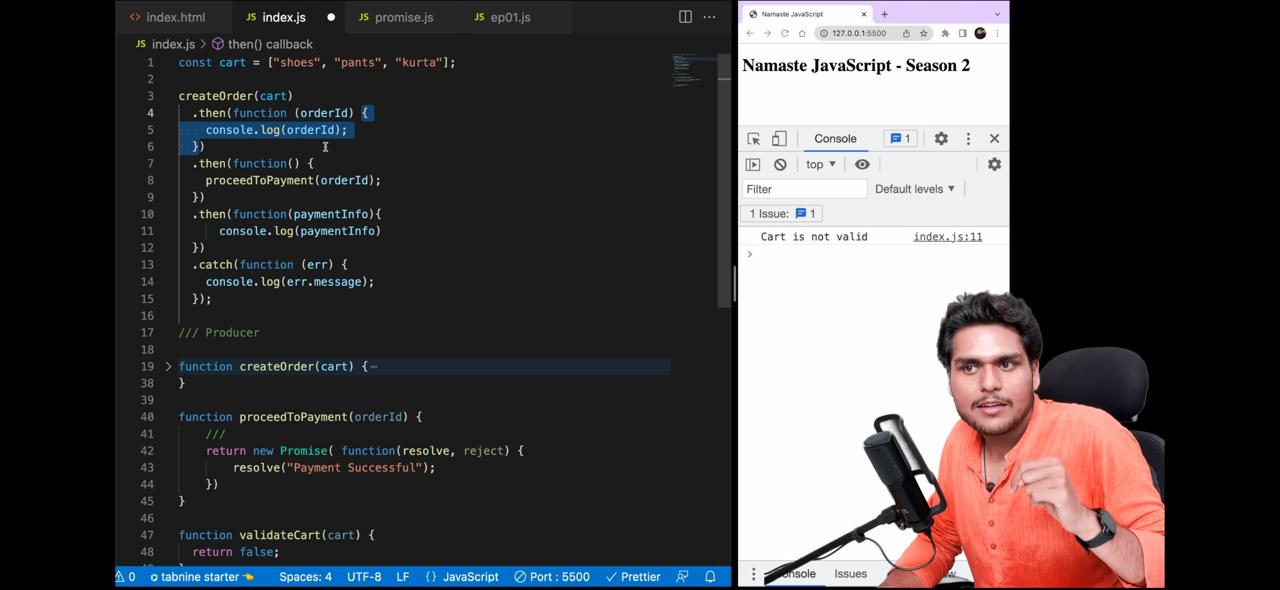 index.html
JS index.js
JS promise.js
JS ep01.js
JS index.js > then() callback
1 const cart = ["shoes", "pants", "kurta"];
2
3 createOrder(cart)
4 .then(function (orderId) {
5 console.log(orderId);
6 })
7 .then(function() {
8 proceedToPayment(orderId);
9 })
10 .then(function(paymentInfo){
11 console.log(paymentInfo)
12 })
13 .catch(function (err) {
14 console.log(err.message);
15 });
16
17 /// Producer
18
19 function createOrder(cart) {⋯
38 }
39
40 function proceedToPayment(orderId) {
41 ///
42 return new Promise( function(resolve, reject) {
43 resolve("Payment Successful");
44 })
45 }
46
47 function validateCart(cart) {
48 return false;
0 tabnine starter Spaces: 4 UTF-8 LF {} JavaScript Port : 5500 Prettier
Namaste JavaScript
127.0.0.1:5500
Namaste JavaScript - Season 2
Console 1
top
Filter Default levels
1 Issue: 1
Cart is not valid index.js:11
onsole Issues